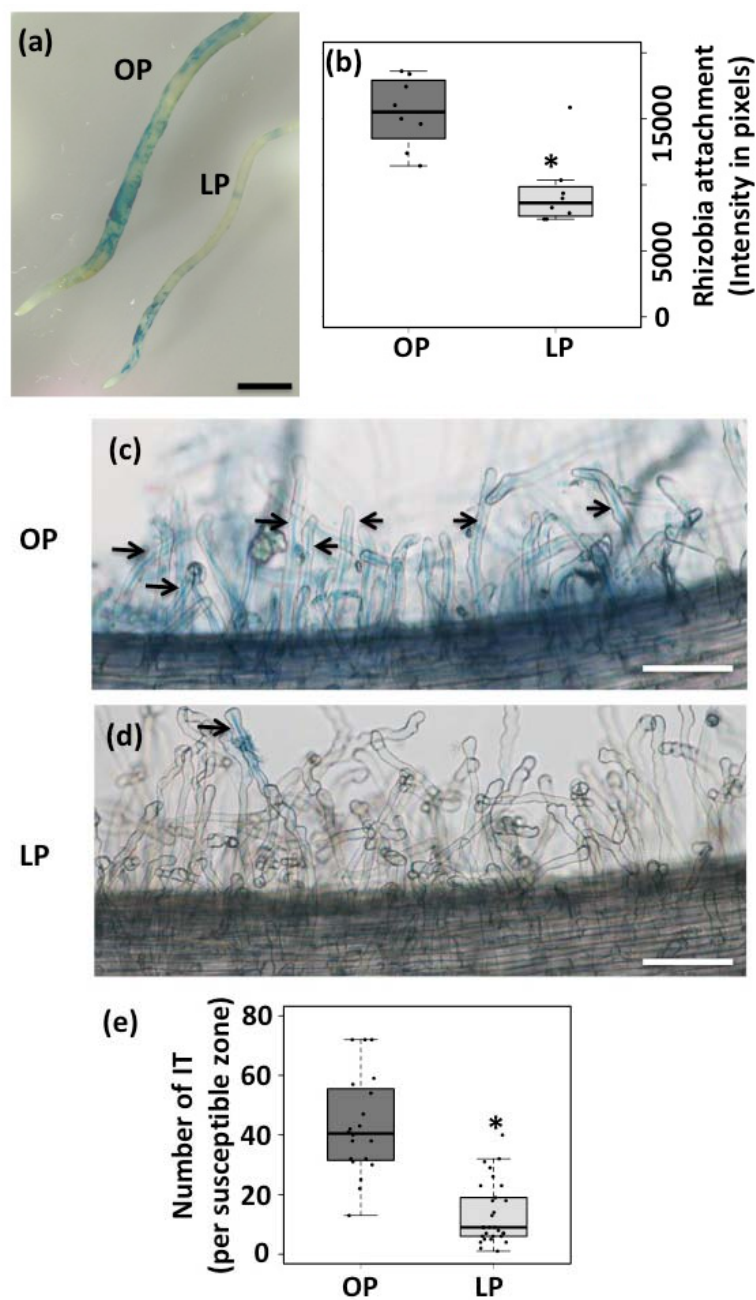 (a)
OP
LP
(b)
15000
5000
0
Rhizobia attachment
(Intensity in pixels)
*
OP
LP
OP
(c)
LP
(d)
(e)
Number of IT
(per susceptible zone)
80
60
40
20
0
*
OP
LP